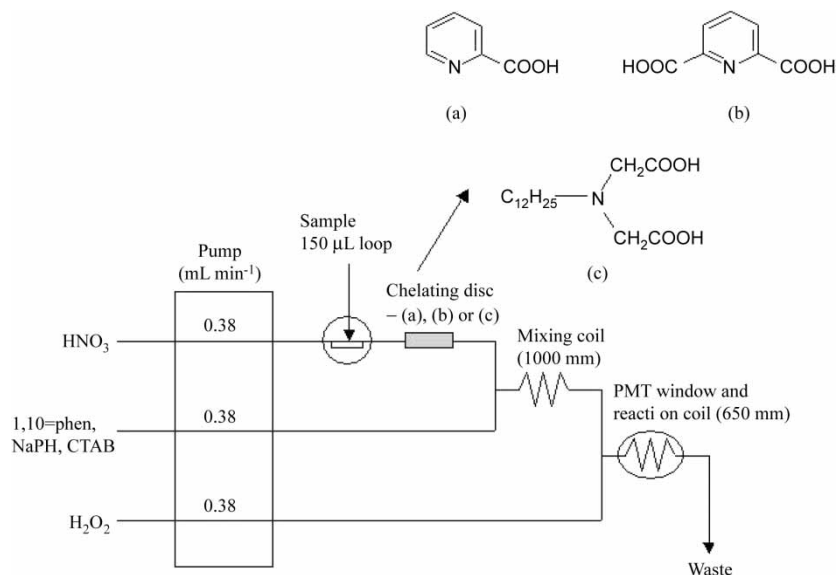 N
COOH
(a)
HOOC
N
COOH
(b)
CH₂COOH
C₁₂H₂₅
N
CH₂COOH
(c)
Sample
150 µL loop
Pump
(mL min⁻¹)
Chelating disc
– (a), (b) or (c)
0.38
HNO₃
Mixing coil
(1000 mm)
PMT window and
reacti on coil (650 mm)
1,10=phen,
NaPH, CTAB
0.38
0.38
H₂O₂
Waste